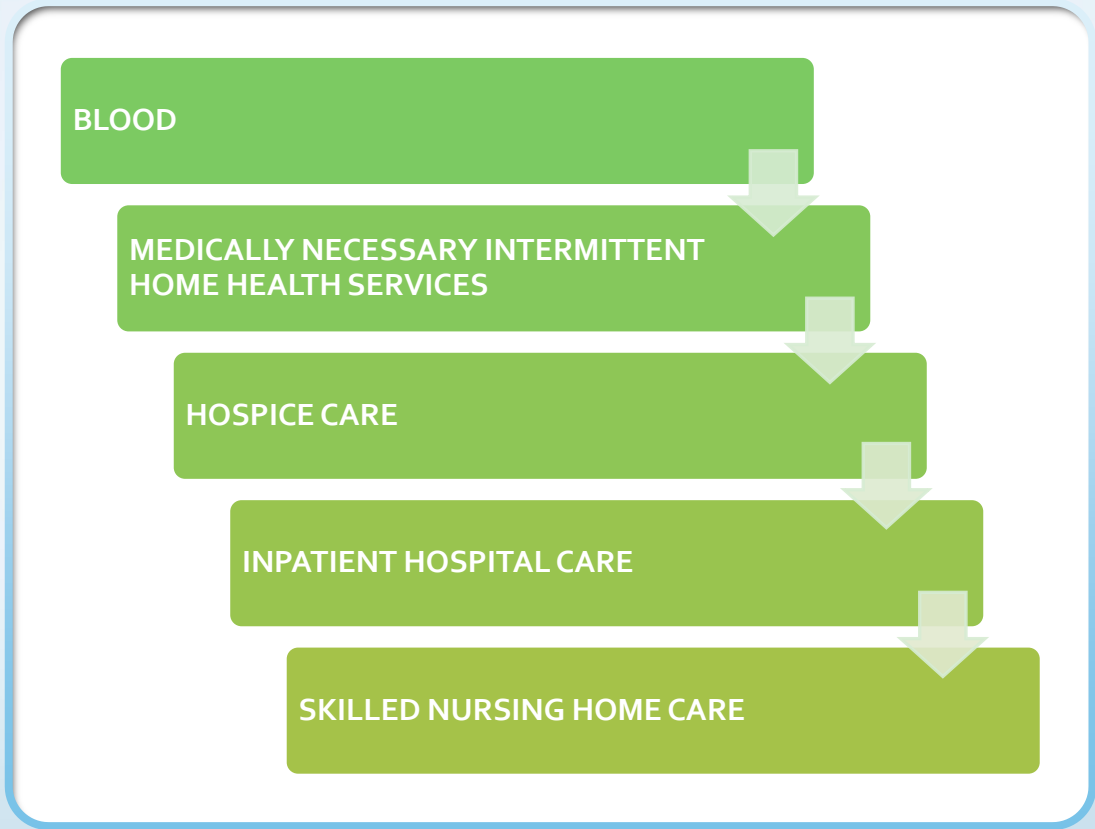 BLOOD
MEDICALLY NECESSARY INTERMITTENT
HOME HEALTH SERVICES
HOSPICE CARE
INPATIENT HOSPITAL CARE
SKILLED NURSING HOME CARE